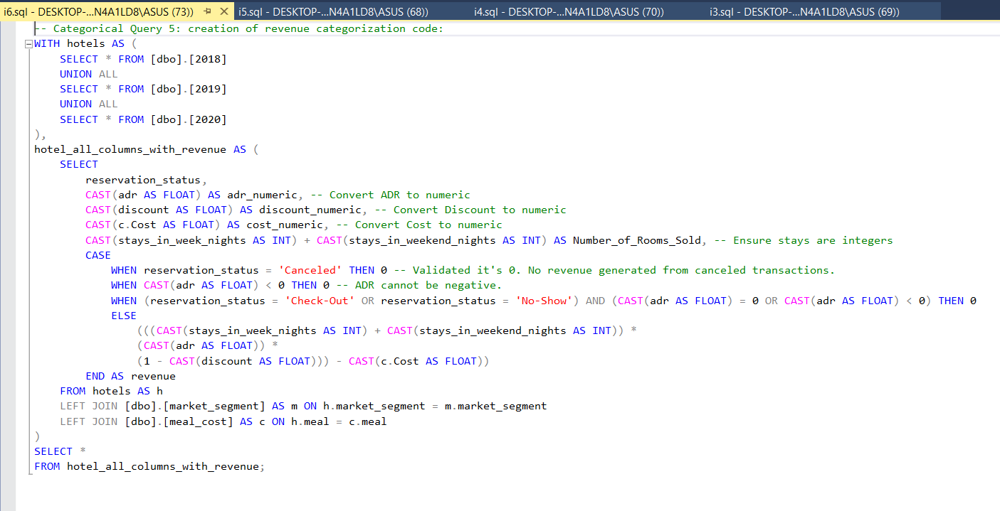 i6.sql - DESKTOP-...N4A1LD8\ASUS (73)) i5.sql - DESKTOP-...N4A1LD8\ASUS (68)) i4.sql - DESKTOP-...N4A1LD8\ASUS (70)) i3.sql - DESKTOP-...N4A1LD8\ASUS (69))
-- Categorical Query 5: creation of revenue categorization code:
WITH hotels AS (
    SELECT * FROM [dbo].[2018]
    UNION ALL
    SELECT * FROM [dbo].[2019]
    UNION ALL
    SELECT * FROM [dbo].[2020]
),
hotel_all_columns_with_revenue AS (
    SELECT
        reservation_status,
        CAST(adr AS FLOAT) AS adr_numeric, -- Convert ADR to numeric
        CAST(discount AS FLOAT) AS discount_numeric, -- Convert Discount to numeric
        CAST(c.Cost AS FLOAT) AS cost_numeric, -- Convert Cost to numeric
        CAST(stays_in_week_nights AS INT) + CAST(stays_in_weekend_nights AS INT) AS Number_of_Rooms_Sold, -- Ensure stays are integers
        CASE
            WHEN reservation_status = 'Canceled' THEN 0 -- Validated it's 0. No revenue generated from canceled transactions.
            WHEN CAST(adr AS FLOAT) < 0 THEN 0 -- ADR cannot be negative.
            WHEN (reservation_status = 'Check-Out' OR reservation_status = 'No-Show') AND (CAST(adr AS FLOAT) = 0 OR CAST(adr AS FLOAT) < 0) THEN 0
            ELSE
                (((CAST(stays_in_week_nights AS INT) + CAST(stays_in_weekend_nights AS INT)) *
                (CAST(adr AS FLOAT)) *
                (1 - CAST(discount AS FLOAT))) - CAST(c.Cost AS FLOAT))
        END AS revenue
    FROM hotels AS h
    LEFT JOIN [dbo].[market_segment] AS m ON h.market_segment = m.market_segment
    LEFT JOIN [dbo].[meal_cost] AS c ON h.meal = c.meal
)
SELECT *
FROM hotel_all_columns_with_revenue;